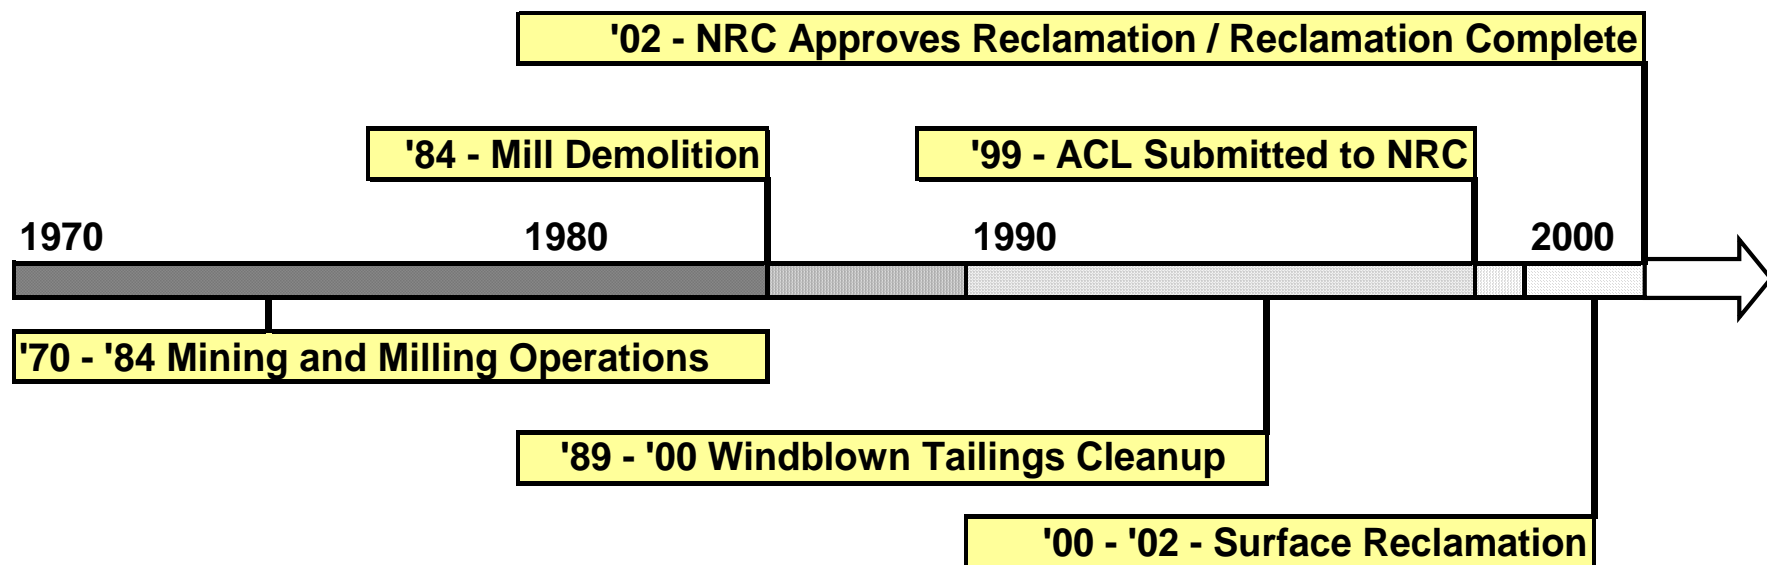 '02 - NRC Approves Reclamation / Reclamation Complete
'84 - Mill Demolition
'99 - ACL Submitted to NRC
1970
1980
1990
2000
'70 - '84 Mining and Milling Operations
'89 - '00 Windblown Tailings Cleanup
'00 - '02 - Surface Reclamation